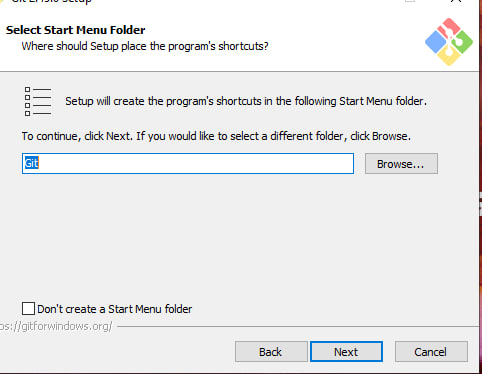 Select Start Menu Folder
Where should Setup place the program's shortcuts?
Setup will create the program's shortcuts in the following Start Menu folder.
To continue, click Next. If you would like to select a different folder, click Browse.
Git
Browse...
Don't create a Start Menu folder
ps://gitforwindows.org/
Back
Next
Cancel